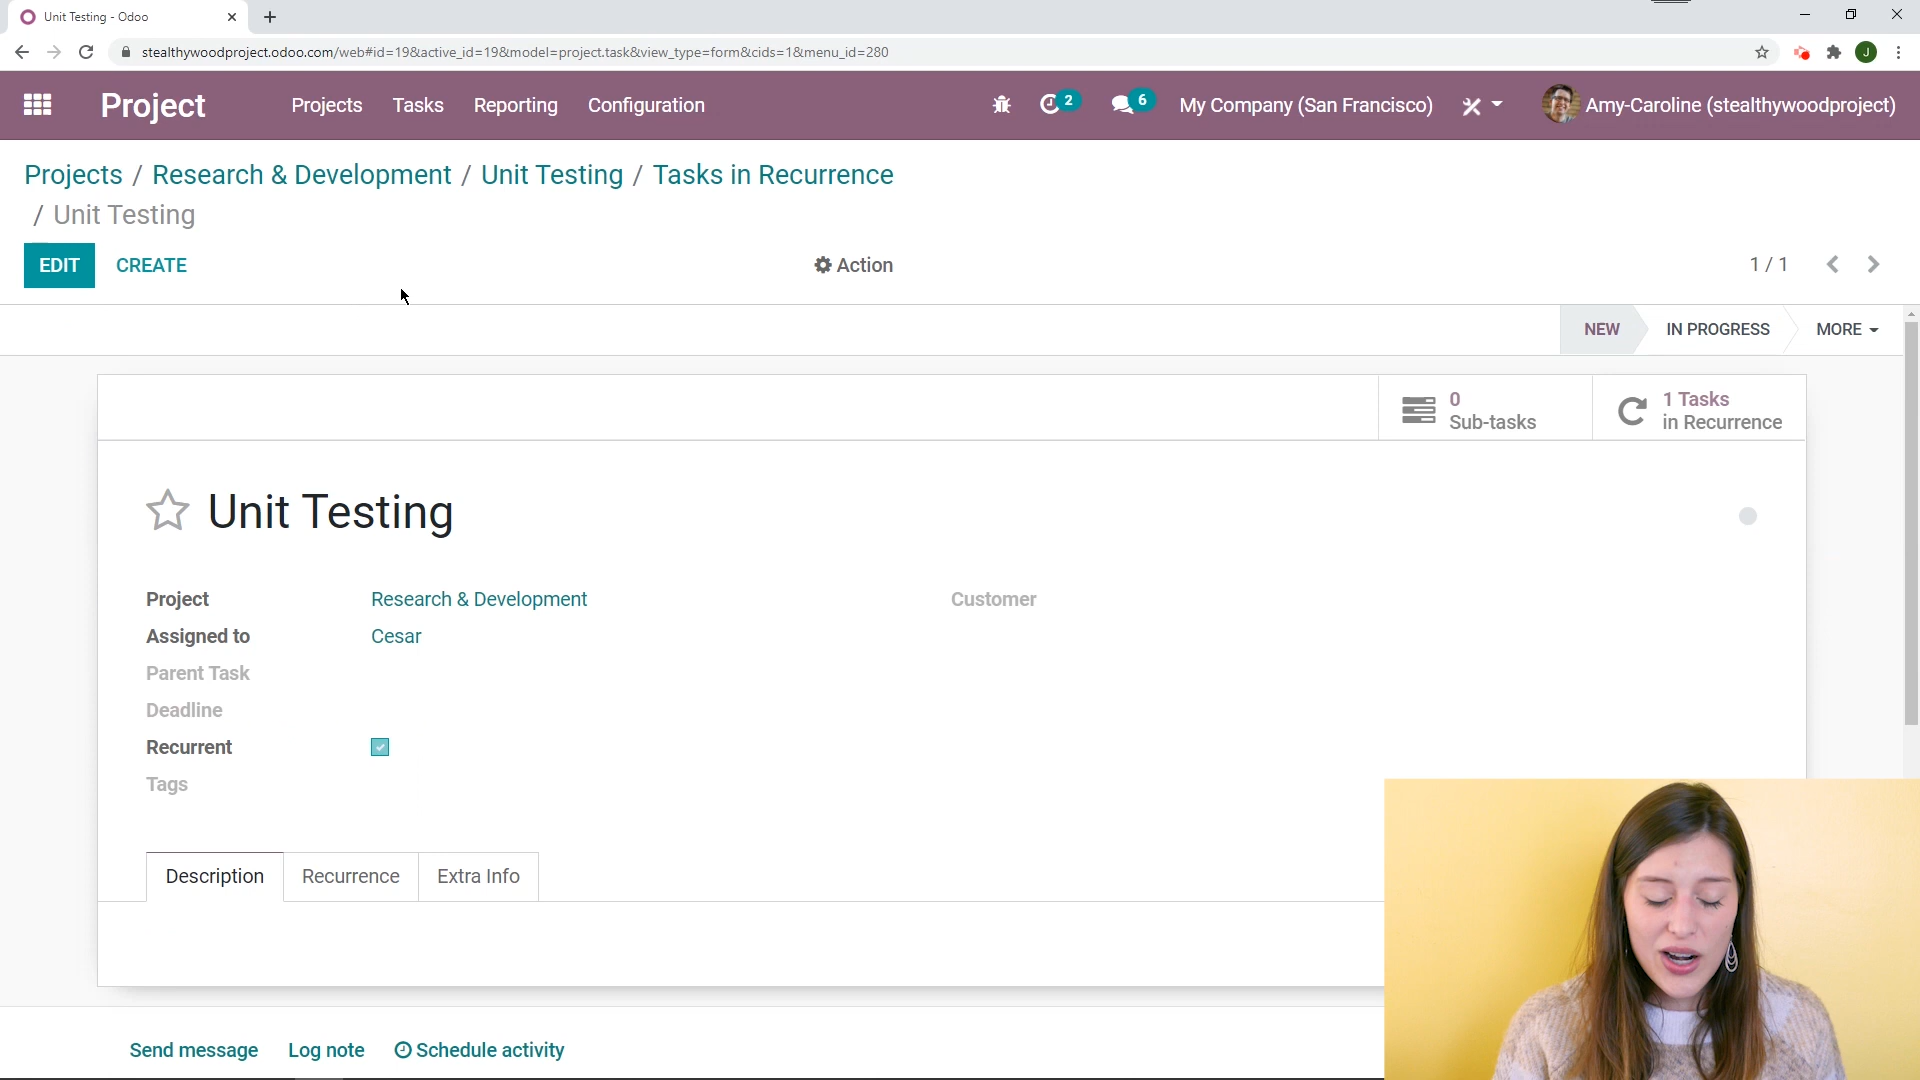 Unit Testing - Odoo
stealthywoodproject.odoo.com/web#id=19&active_id=19&model=project.task&view_type=form&cids=1&menu_id=280
J
Project
Projects
Tasks
Reporting
Configuration
2
6
My Company (San Francisco)
Amy-Caroline (stealthywoodproject)
Projects / Research & Development / Unit Testing / Tasks in Recurrence
/ Unit Testing
EDIT
CREATE
Action
1 / 1
NEW
IN PROGRESS
MORE
0
Sub-tasks
1 Tasks
in Recurrence
Unit Testing
Project
Research & Development
Customer
Assigned to
Cesar
Parent Task
Deadline
Recurrent
Tags
Description
Recurrence
Extra Info
Send message
Log note
Schedule activity